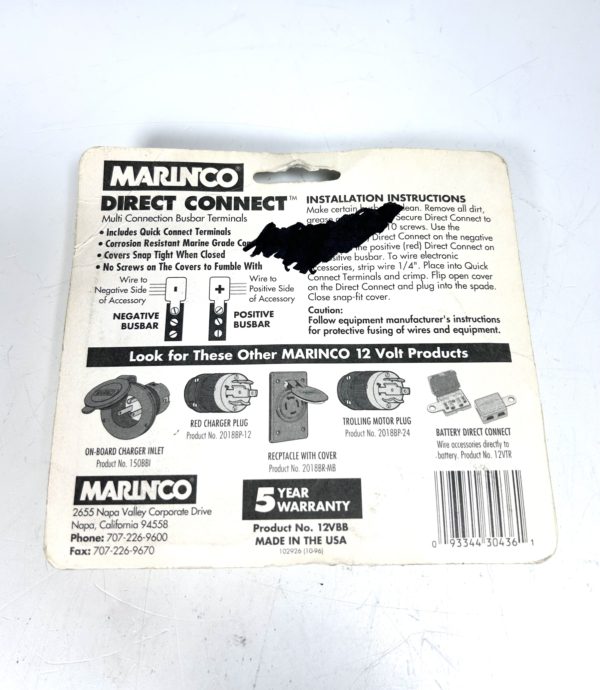 MARINCO
DIRECT CONNECT™
Multi Connection Busbar Terminals
• Includes Quick Connect Terminals
• Corrosion Resistant Marine Grade
• Covers Snap Tight When Closed
• No Screws on The Covers to Fumble With
Wire to
Negative Side
of Accessory
-
+
Wire to
Positive Side
of Accessory
NEGATIVE
BUSBAR
POSITIVE
BUSBAR
INSTALLATION INSTRUCTIONS
Make certain clean. Remove all dirt,
Secure Direct Connect to
10 screws. Use the
Direct Connect on the negative
the positive (red) Direct Connect on
positive busbar. To wire electronic
accessories, strip wire 1/4". Place into Quick
Connect Terminals and crimp. Flip open cover
on the Direct Connect and plug into the spade.
Close snap-fit cover.
Caution:
Follow equipment manufacturer's instructions
for protective fusing of wires and equipment.
Look for These Other MARINCO 12 Volt Products
ON-BOARD CHARGER INLET
Product No. 150BBI
RED CHARGER PLUG
Product No. 2018BP-12
RECPTACLE WITH COVER
Product No. 2018BR-MB
TROLLING MOTOR PLUG
Product No. 2018BP-24
BATTERY DIRECT CONNECT
Wire accessories directly to
battery. Product No. 12VTR
MARINCO
2655 Napa Valley Corporate Drive
Napa, California 94558
Phone: 707-226-9600
Fax: 707-226-9670
5 YEAR
WARRANTY
Product No. 12VBB
MADE IN THE USA
102926 (10-96)
0 93344 30436 1